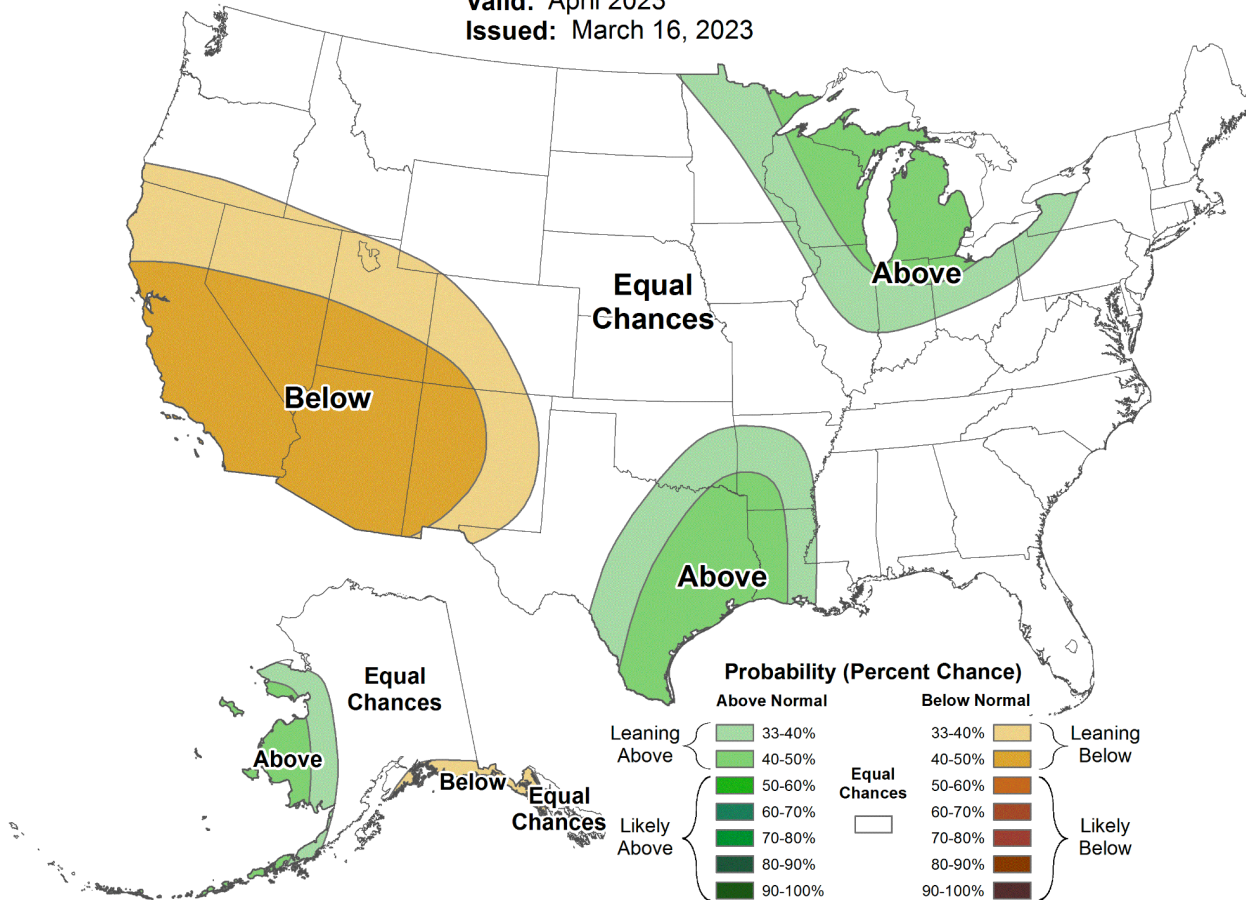 Valid: April 2023
Issued: March 16, 2023
Equal
Chances
Above
Below
Above
Equal
Chances
Above
Below
Equal
Chances
Probability (Percent Chance)
Above Normal
Below Normal
Leaning
Above
33-40%
40-50%
50-60%
60-70%
70-80%
80-90%
90-100%
Likely
Above
Equal
Chances
33-40%
40-50%
50-60%
60-70%
70-80%
80-90%
90-100%
Leaning
Below
Likely
Below